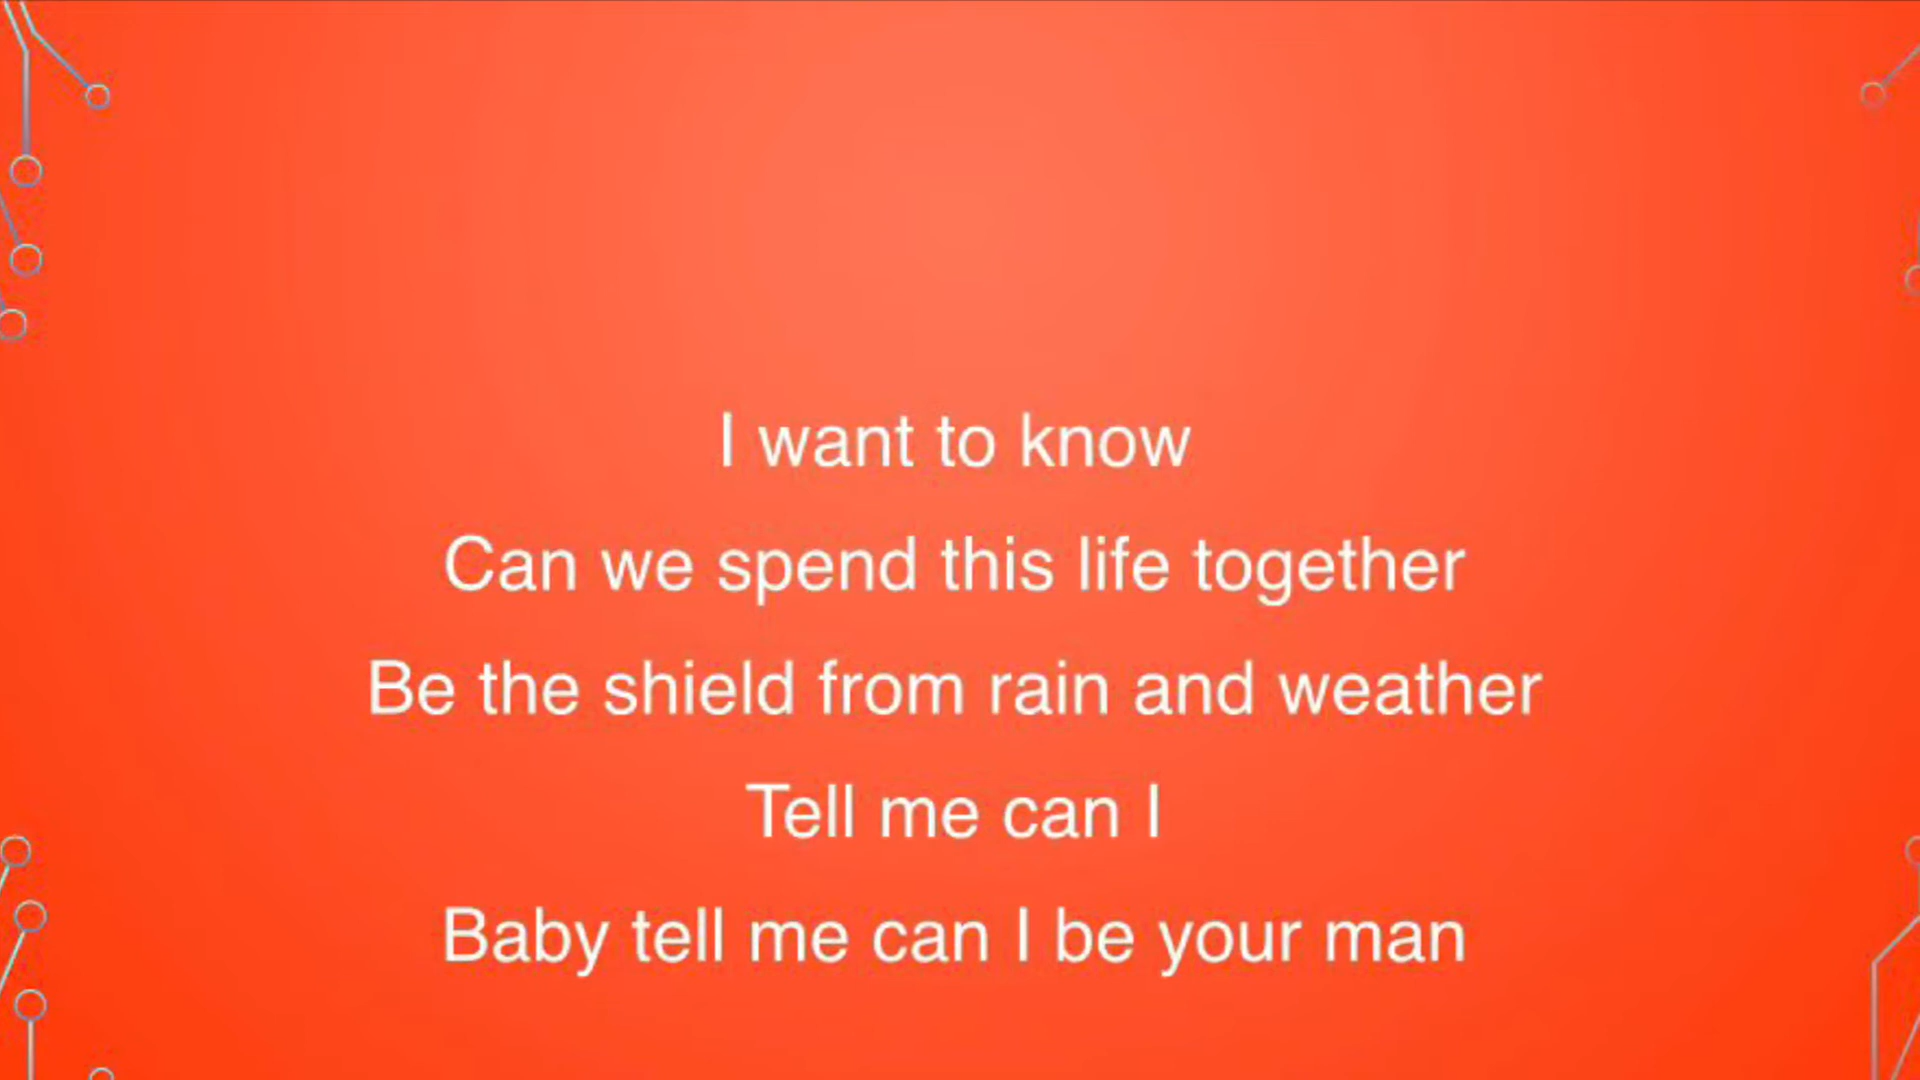 I want to know
Can we spend this life together
Be the shield from rain and weather
Tell me can I
Baby tell me can I be your man